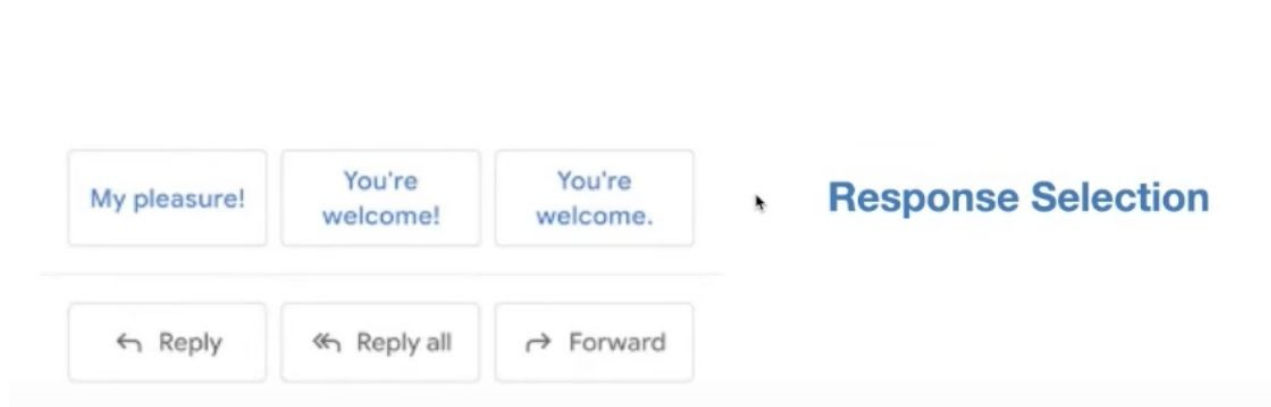 My pleasure!
You're
welcome!
You're
welcome.
Response Selection
Reply
Reply all
Forward